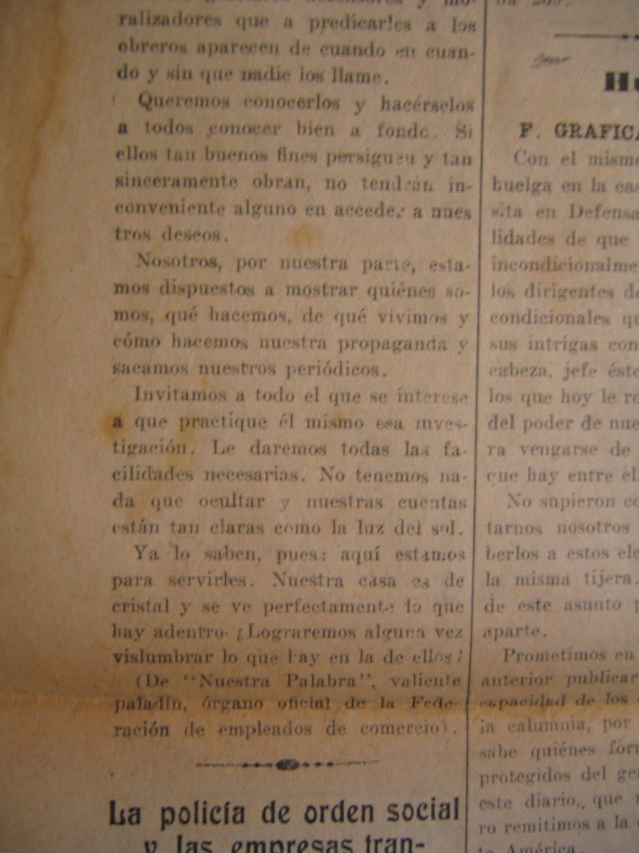 ralizadores que a predicarles a los
obreros aparecen de cuando en cuan-
do y sin que nadie los llame.
Queremos conocerlos y hacérselos
a todos conocer bien a fondo. Si
ellos tan buenos fines persiguen y tan
sinceramente obran, no tendrán in-
conveniente alguno en acceder a nues
tros deseos.
Nosotros, por nuestra parte, esta-
mos dispuestos a mostrar quiénes so-
mos, qué hacemos, de qué vivimos y
cómo hacemos nuestra propaganda y
sacamos nuestros periódicos.
Invitamos a todo el que se interese
a que practique él mismo esa inves-
tigación. Le daremos todas las fa-
cilidades necesarias. No tenemos na-
da que ocultar y nuestras cuentas
están tan claras como la luz del sol.
Ya lo saben, pues: aquí estamos
para servirles. Nuestra casa es de
cristal y se ve perfectamente lo que
hay adentro. ¿Lograremos alguna vez
vislumbrar lo que hay en la de ellos?
(De "Nuestra Palabra", valiente
paladín, órgano oficial de la Fede-
ración de empleados de comercio).
La policía de orden social
y las empresas tran-
F. GRAFICA
Con el mismo
huelga en la
sita en Defensa
lidades de que
incondicionalme
los dirigentes
condicionales
sus intrigas con
cabeza, jefe
los que hoy le
del poder de
ra vengarse de
que hay entre
No supieron
tarnos nosotros
berlos a estos
la misma tijera.
de este asunto
aparte.
Prometimos en
anterior publicar
capacidad de los
ia calumnia, por
sabe quiénes
protegidos del
este diario, que
ro remitimos a la
América.